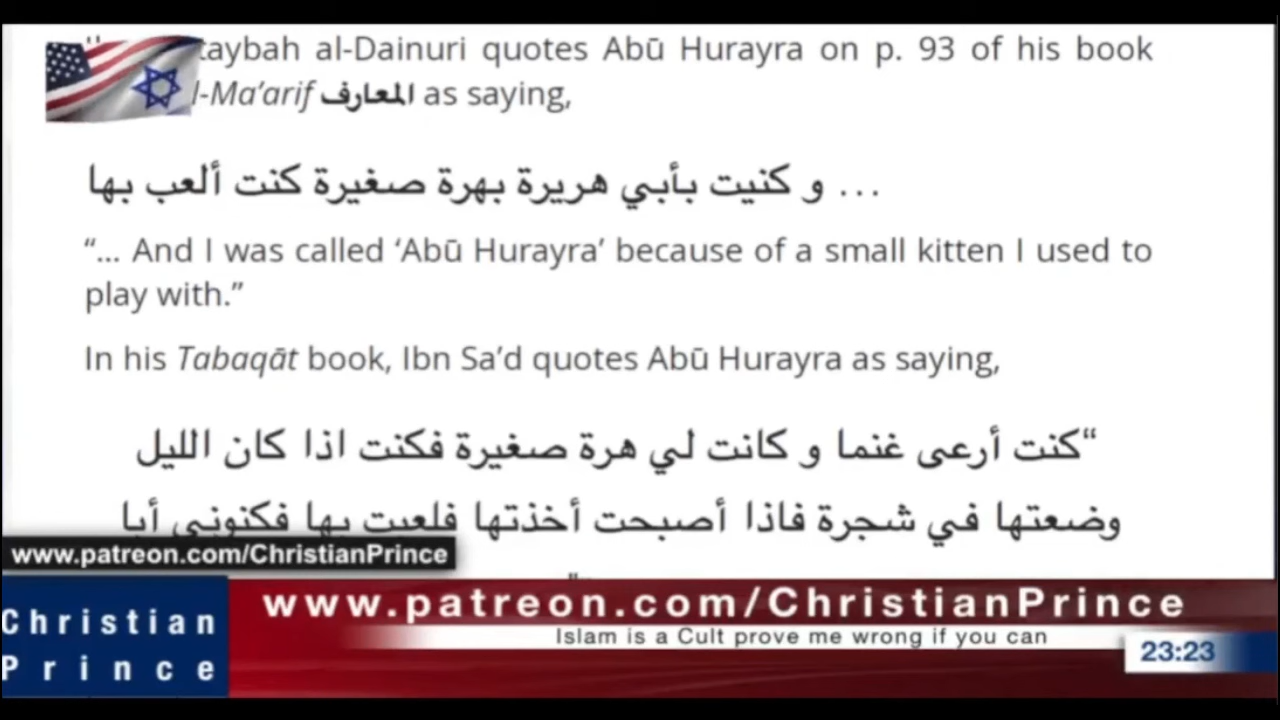 taybah al-Dainuri quotes Abū Hurayra on p. 93 of his book
l-Ma'arif المعارف as saying,
... و كنيت بأبي هريرة بهرة صغيرة كنت ألعب بها
“... And I was called ‘Abū Hurayra’ because of a small kitten I used to
play with.”
In his Tabaqāt book, Ibn Sa’d quotes Abū Hurayra as saying,
“كنت أرعى غنما و كانت لي هرة صغيرة فكنت اذا كان الليل
وضعتها في شجرة فاذا أصبحت أخذتها فلعبت بها فكنوني أبا
www.patreon.com/ChristianPrince
Christian
Prince
www.patreon.com/ChristianPrince
Islam is a Cult prove me wrong if you can
23:23